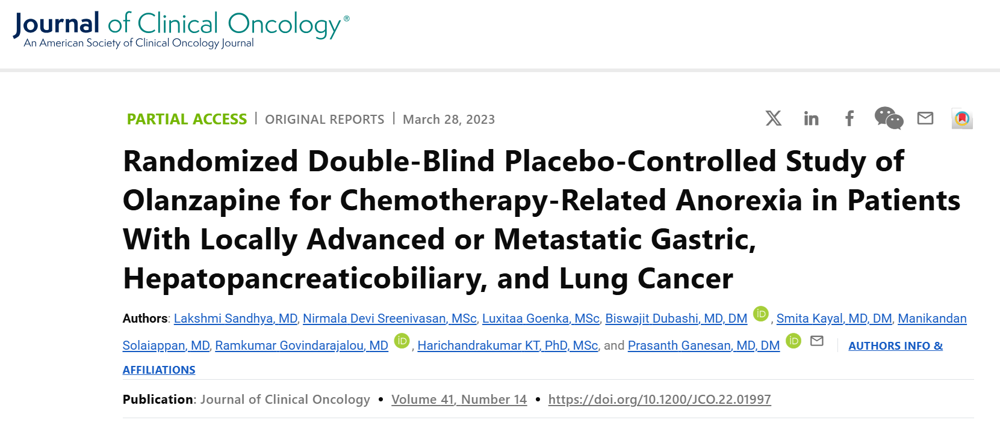 Journal of Clinical Oncology®
An American Society of Clinical Oncology Journal
PARTIAL ACCESS | ORIGINAL REPORTS | March 28, 2023
Randomized Double-Blind Placebo-Controlled Study of
Olanzapine for Chemotherapy-Related Anorexia in Patients
With Locally Advanced or Metastatic Gastric,
Hepatopancreaticobiliary, and Lung Cancer
Authors: Lakshmi Sandhya, MD, Nirmala Devi Sreenivasan, MSc, Luxitaa Goenka, MSc, Biswajit Dubashi, MD, DM iD, Smita Kayal, MD, DM, Manikandan
Solaiappan, MD, Ramkumar Govindarajalou, MD iD, Harichandrakumar KT, PhD, MSc, and Prasanth Ganesan, MD, DM iD | AUTHORS INFO &
AFFILIATIONS
Publication: Journal of Clinical Oncology • Volume 41, Number 14 • https://doi.org/10.1200/JCO.22.01997